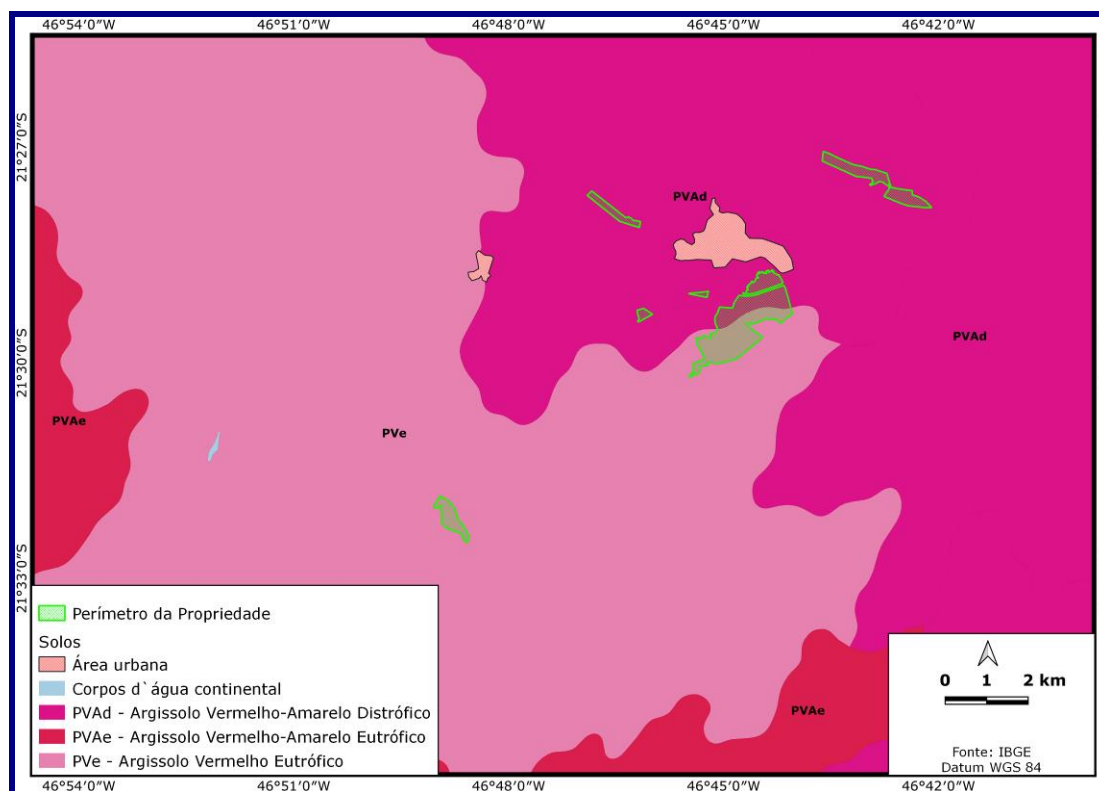 46°54′0″W 46°51′0″W 46°48′0″W 46°45′0″W 46°42′0″W
21°27′0″S
PVAd
21°30′0″S
PVAd
PVAe
PVe
21°33′0″S
PVAe
Perímetro da Propriedade
Solos
Área urbana
Corpos d`água continental
PVAd - Argissolo Vermelho-Amarelo Distrófico
PVAe - Argissolo Vermelho-Amarelo Eutrófico
PVe - Argissolo Vermelho Eutrófico
0 1 2 km
Fonte: IBGE
Datum WGS 84
46°54′0″W 46°51′0″W 46°48′0″W 46°45′0″W 46°42′0″W